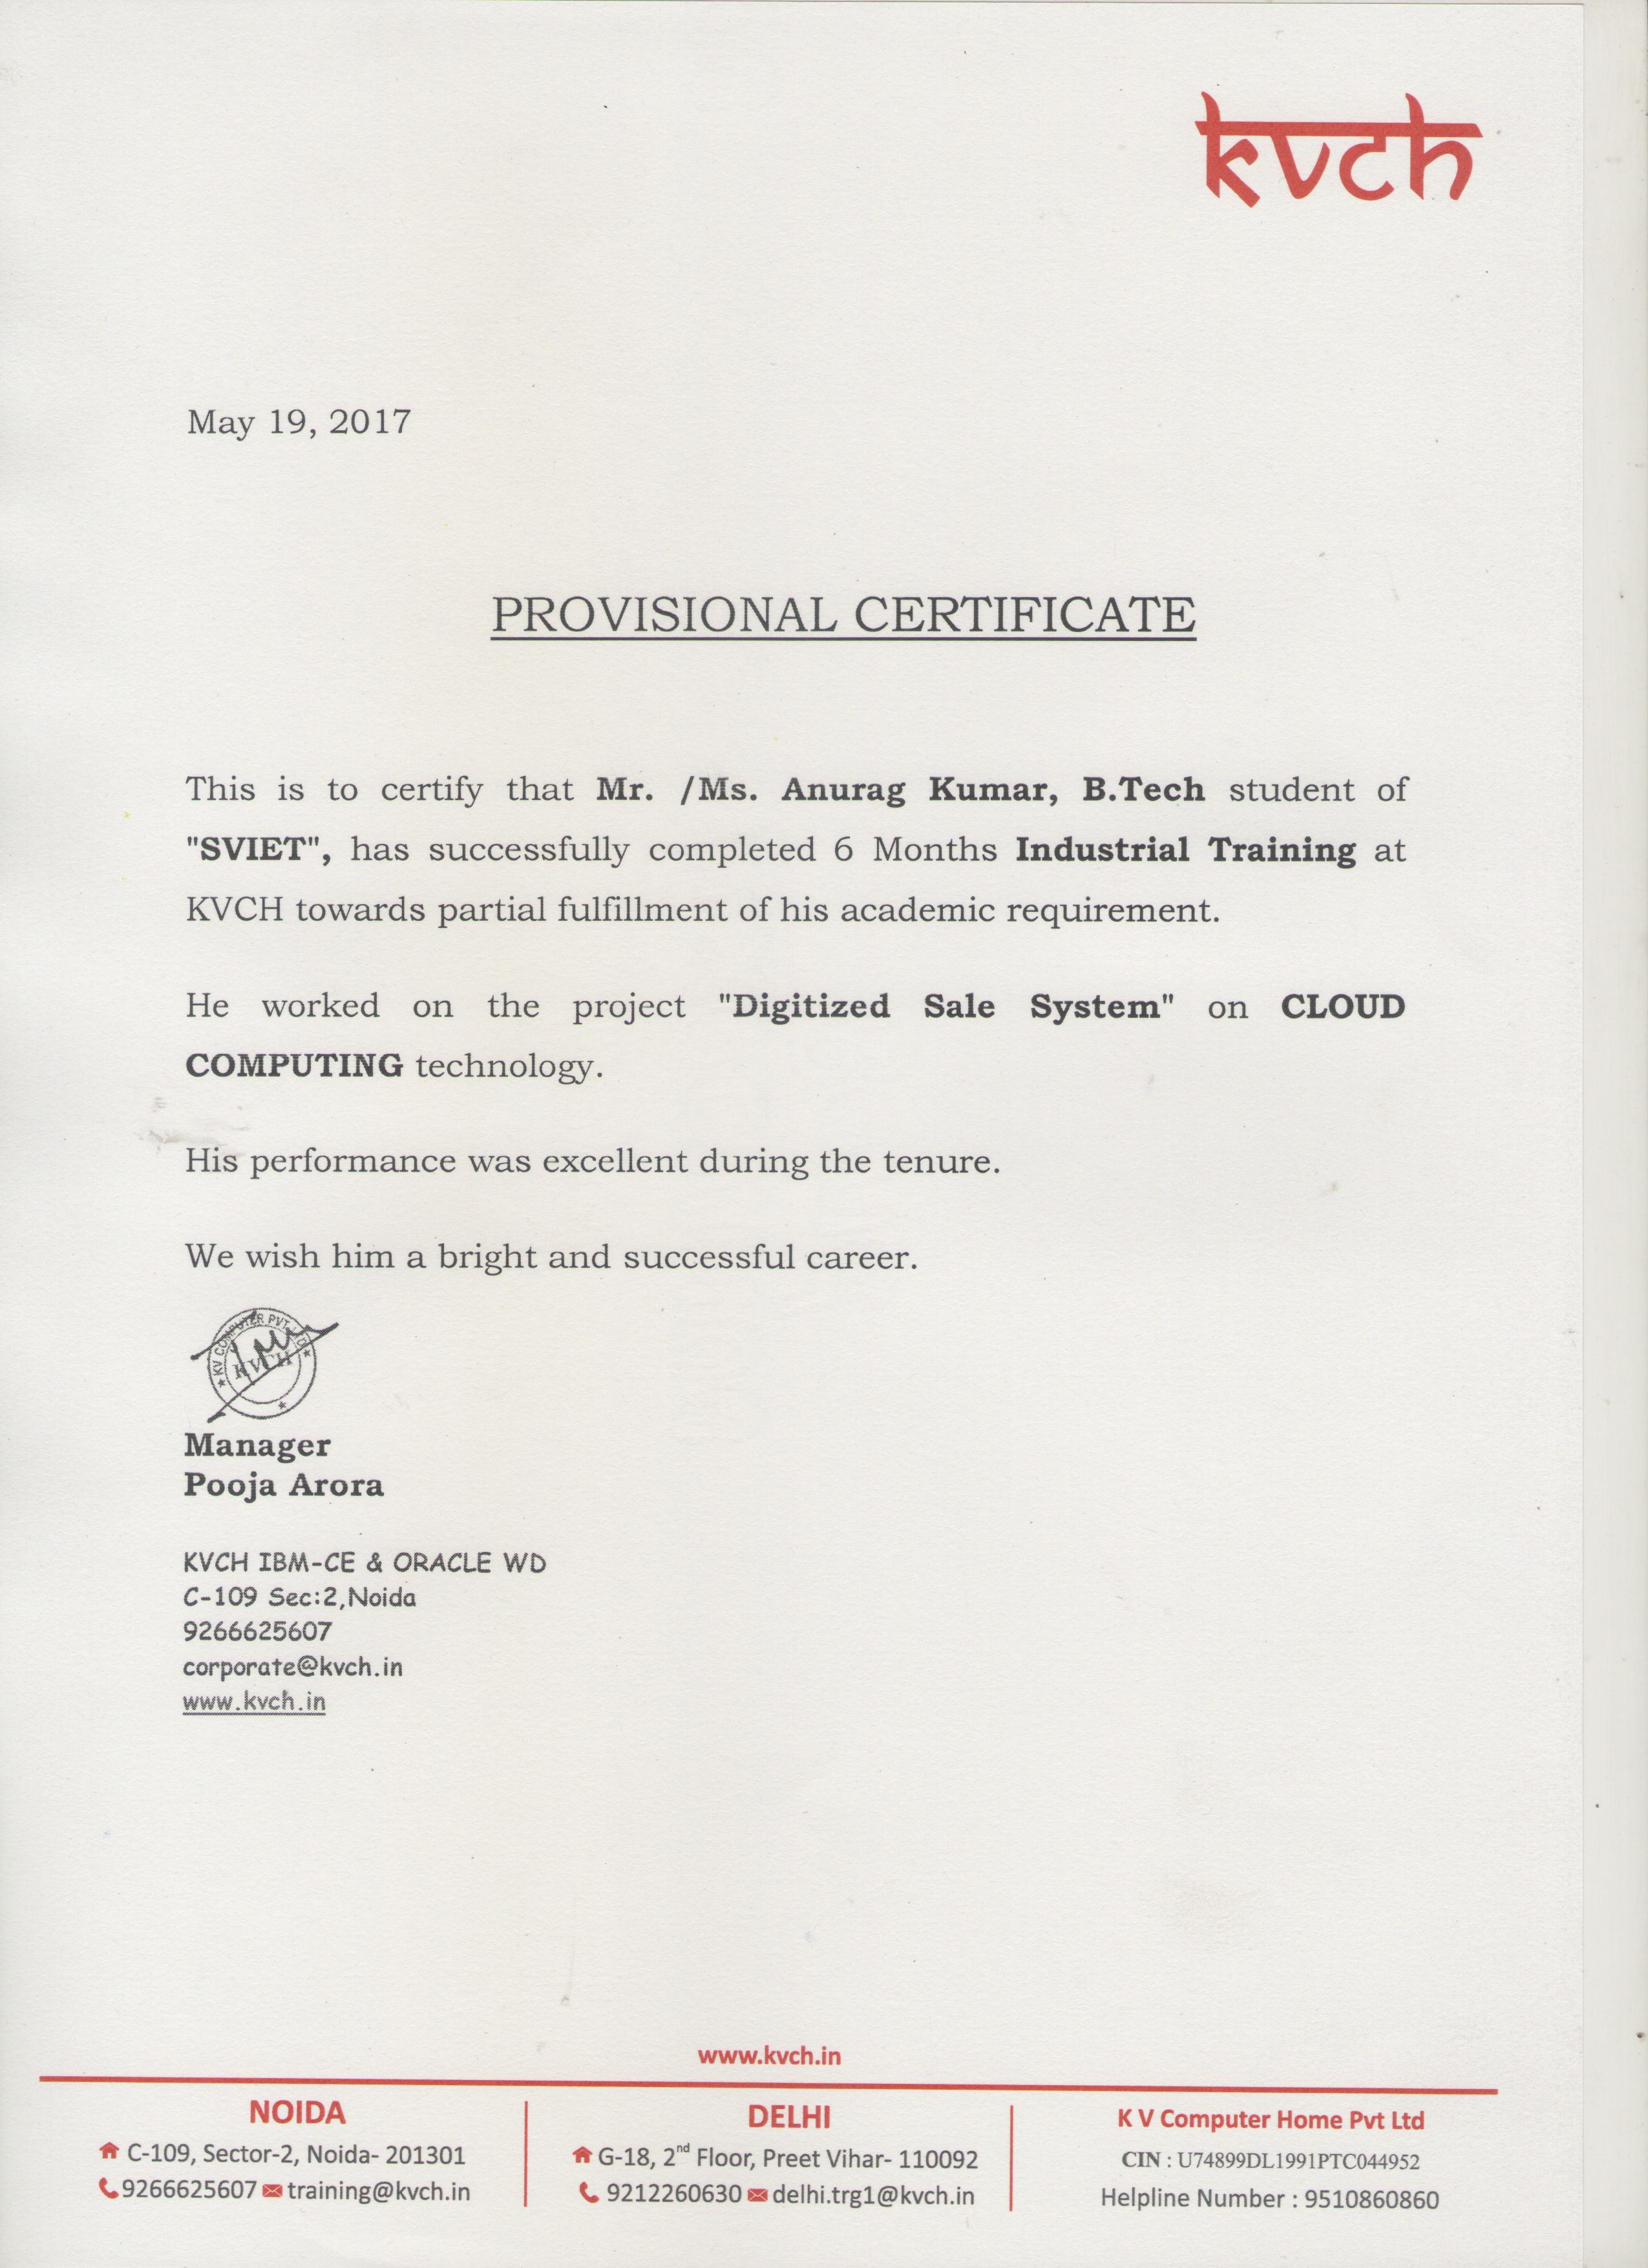 kvch
May 19, 2017
PROVISIONAL CERTIFICATE
This is to certify that Mr. /Ms. Anurag Kumar, B.Tech student of
"SVIET", has successfully completed 6 Months Industrial Training at
KVCH towards partial fulfillment of his academic requirement.
He worked on the project "Digitized Sale System" on CLOUD
COMPUTING technology.
His performance was excellent during the tenure.
We wish him a bright and successful career.
KV COMPUTER PVT. LTD
KVCH
Manager
Pooja Arora
KVCH IBM-CE & ORACLE WD
C-109 Sec:2,Noida
9266625607
corporate@kvch.in
www.kvch.in
www.kvch.in
NOIDA
C-109, Sector-2, Noida- 201301
9266625607 training@kvch.in
DELHI
G-18, 2nd Floor, Preet Vihar- 110092
9212260630 delhi.trg1@kvch.in
K V Computer Home Pvt Ltd
CIN : U74899DL1991PTC044952
Helpline Number : 9510860860